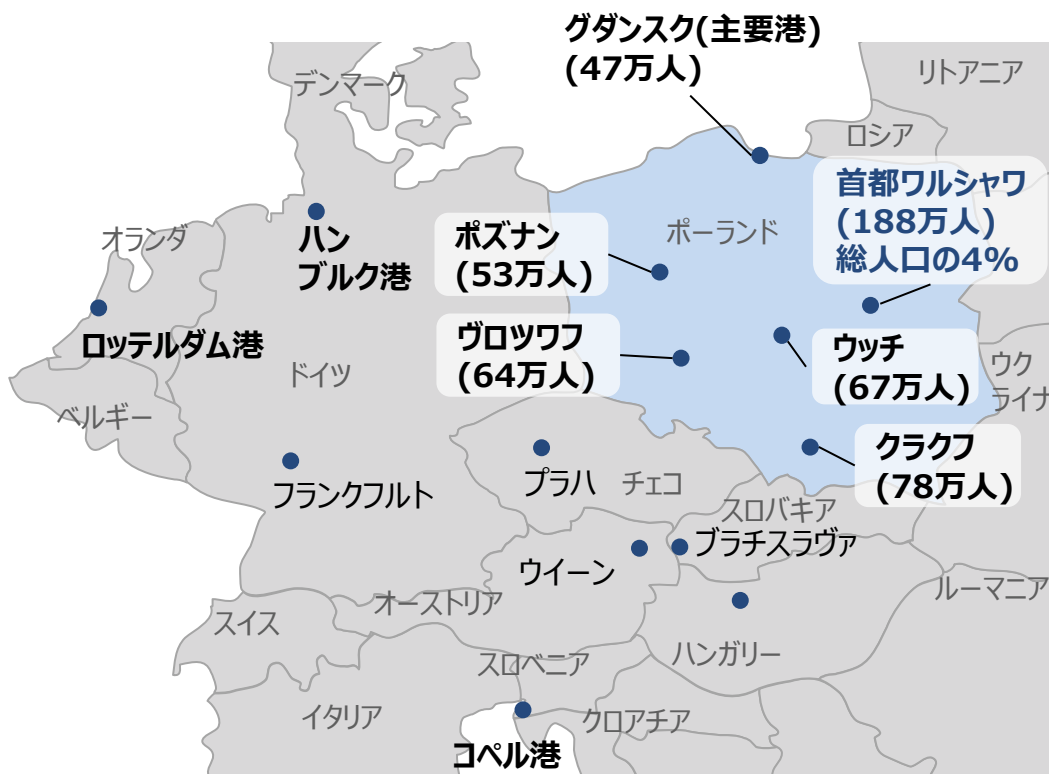 グダンスク(主要港)
(47万人)
デンマーク
リトアニア
ロシア
首都ワルシャワ
(188万人)
総人口の4%
ポーランド
ポズナン
(53万人)
オランダ
ハン
ブルク港
ロッテルダム港
ヴロツワフ
(64万人)
ウッチ
(67万人)
ウク
ライナ
ドイツ
ベルギー
クラクフ
(78万人)
フランクフルト
プラハ
チェコ
スロバキア
ブラチスラヴァ
ウイーン
ルーマニア
オーストリア
スイス
ハンガリー
スロベニア
イタリア
クロアチア
コペル港